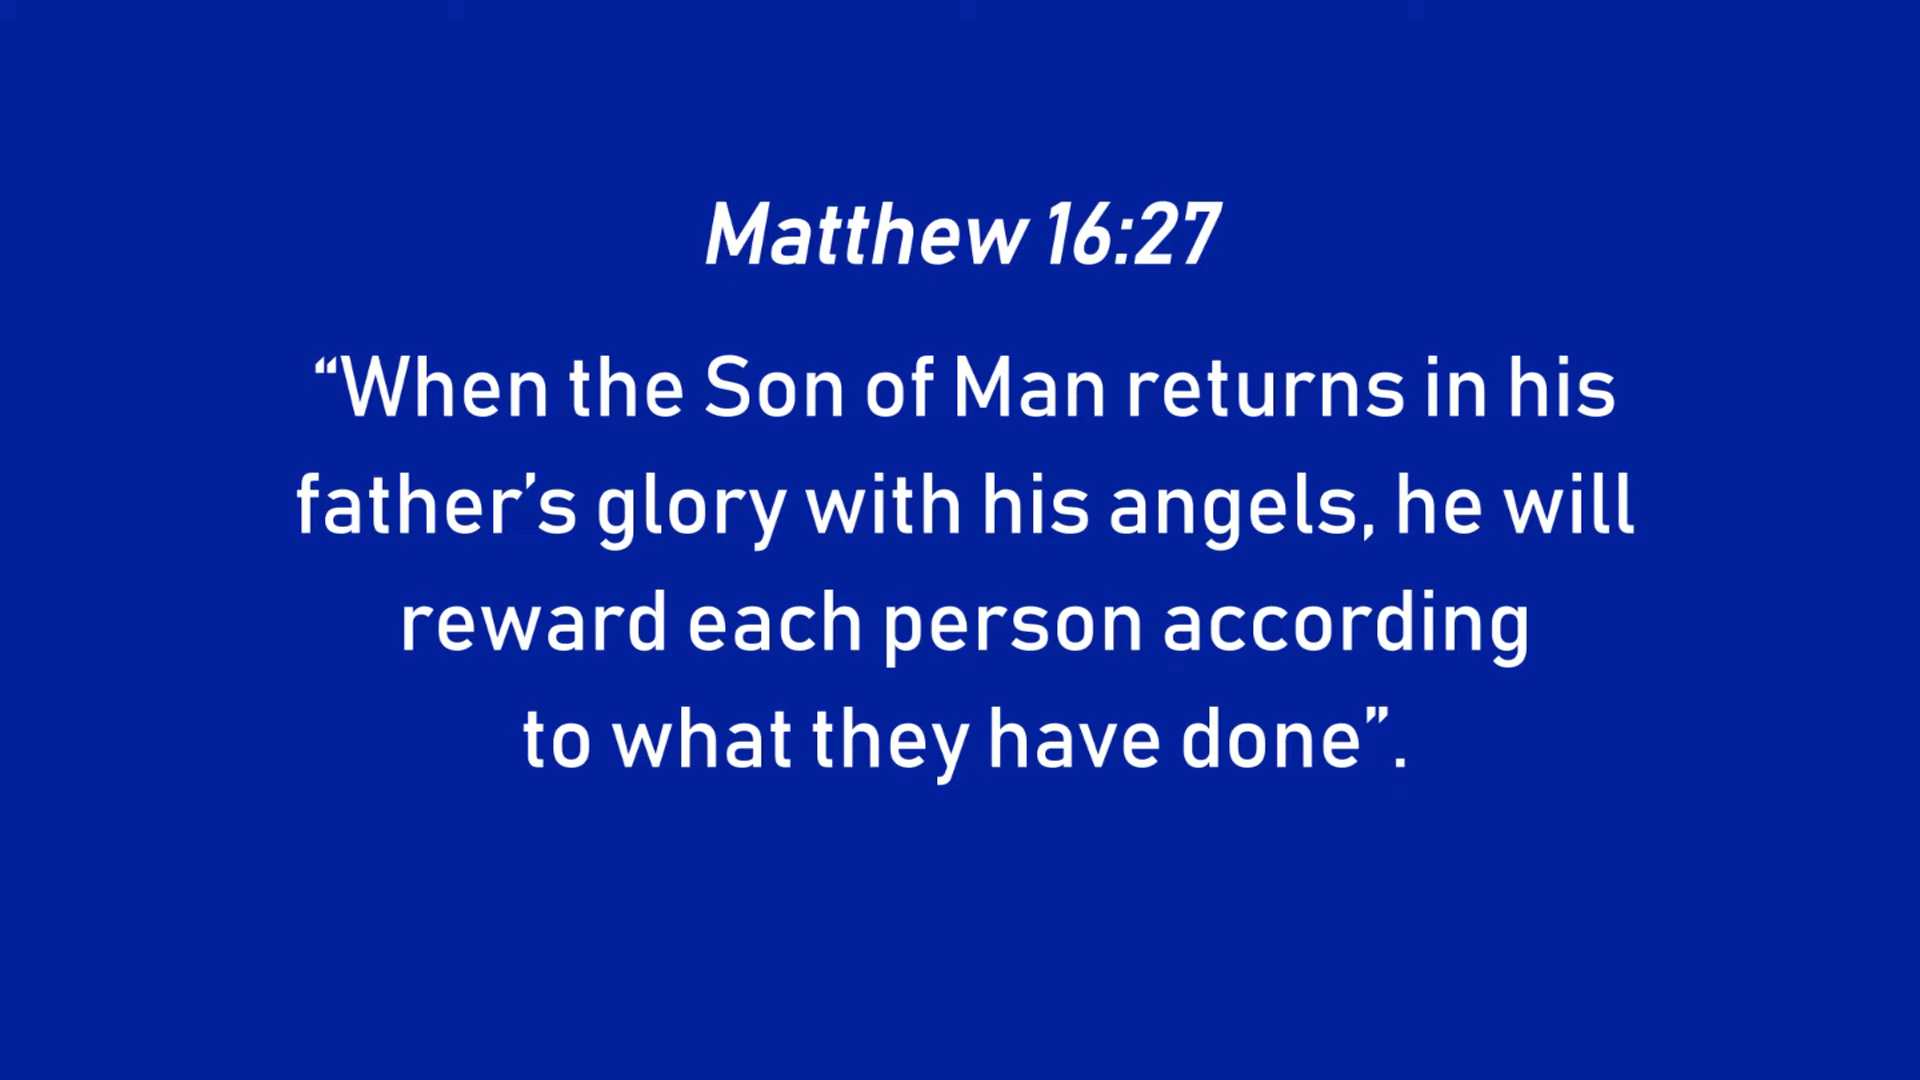 Matthew 16:27
“When the Son of Man returns in his
father’s glory with his angels, he will
reward each person according
to what they have done”.